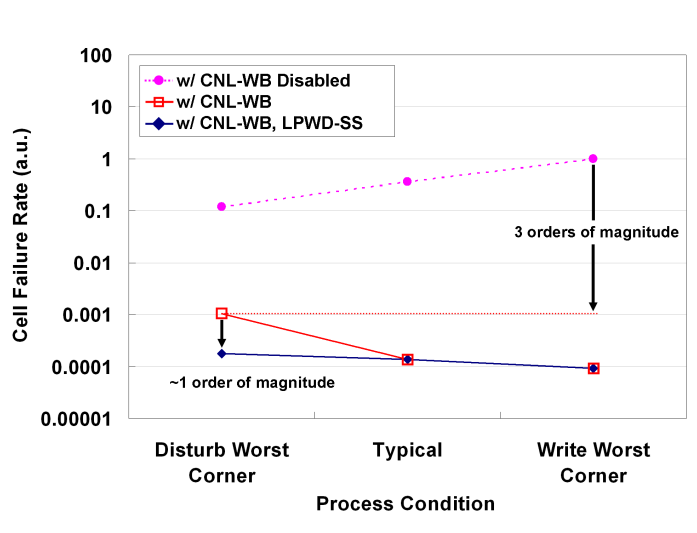 100
10
1
0.1
0.01
0.001
0.0001
0.00001
Cell Failure Rate (a.u.)
w/ CNL-WB Disabled
w/ CNL-WB
w/ CNL-WB, LPWD-SS
3 orders of magnitude
~1 order of magnitude
Disturb Worst
Corner
Typical
Write Worst
Corner
Process Condition